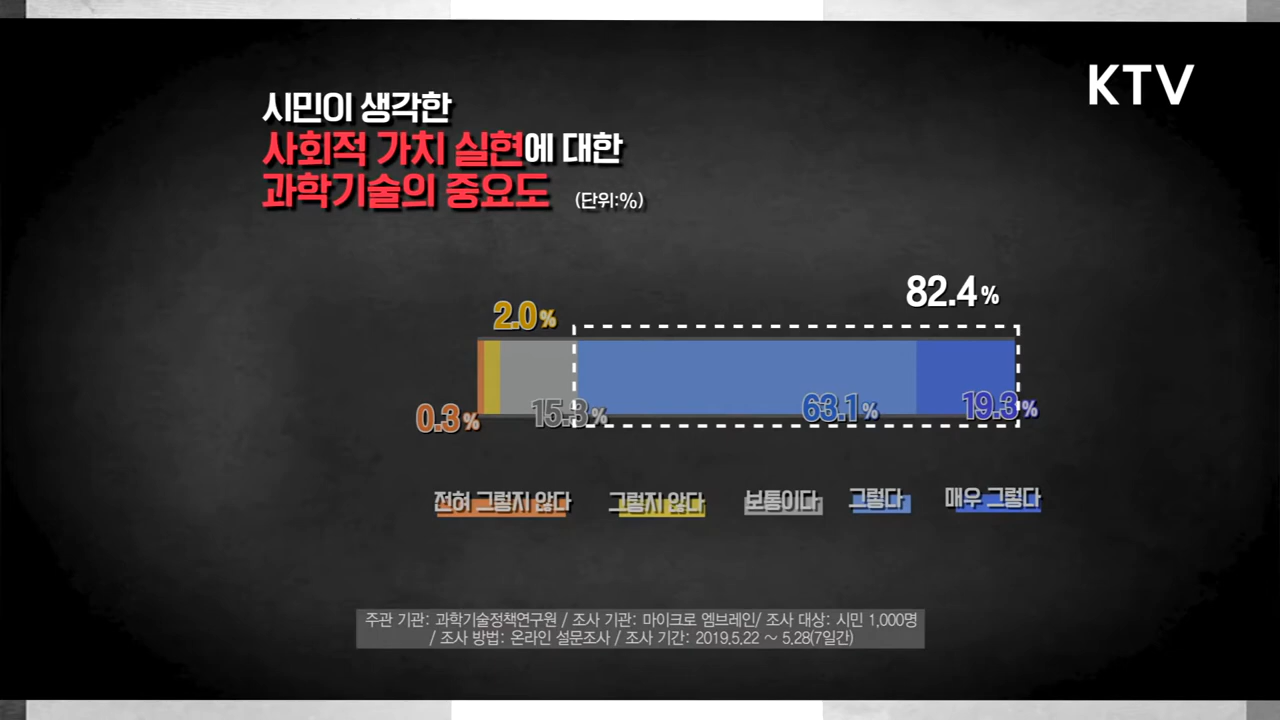 KTV
시민이 생각한
사회적 가치 실현에 대한
과학기술의 중요도 (단위:%)
82.4%
2.0%
0.3% 15.3% 63.1% 19.3%
전혀 그렇지 않다 그렇지 않다 보통이다 그렇다 매우 그렇다
주관 기관: 과학기술정책연구원 / 조사 기관: 마이크로 엠브레인/ 조사 대상: 시민 1,000명
/ 조사 방법: 온라인 설문조사 / 조사 기간: 2019.5.22 ~ 5.28(7일간)